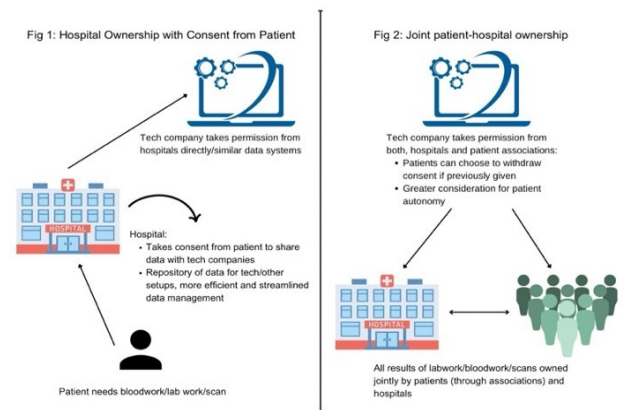 Fig 1: Hospital Ownership with Consent from Patient
Tech company takes permission from
hospitals directly/similar data systems
HOSPITAL
Hospital:
• Takes consent from patient to share
data with tech companies
• Repository of data for tech/other
setups, more efficient and streamlined
data management
Patient needs bloodwork/lab work/scan
Fig 2: Joint patient-hospital ownership
Tech company takes permission from
both, hospitals and patient associations:
• Patients can choose to withdraw
consent if previously given
• Greater consideration for patient
autonomy
HOSPITAL
All results of labwork/bloodwork/scans owned
jointly by patients (through associations) and
hospitals